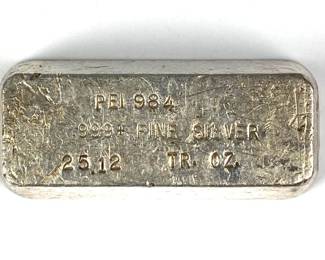 PEI 984
999+ FINE SILVER
25.12 TR. OZ.